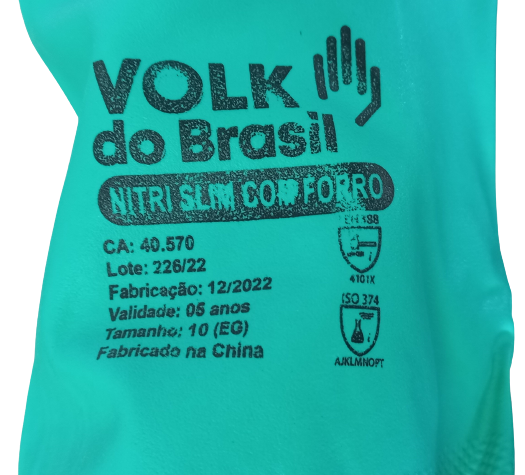 VOLK
do Brasil
NITRI SLIM COM FORRO
CA: 40.570
Lote: 226/22
Fabricação: 12/2022
Validade: 05 anos
Tamanho: 10 (EG)
Fabricado na China
EN 388
4101X
ISO 374
AJKLMNOPT